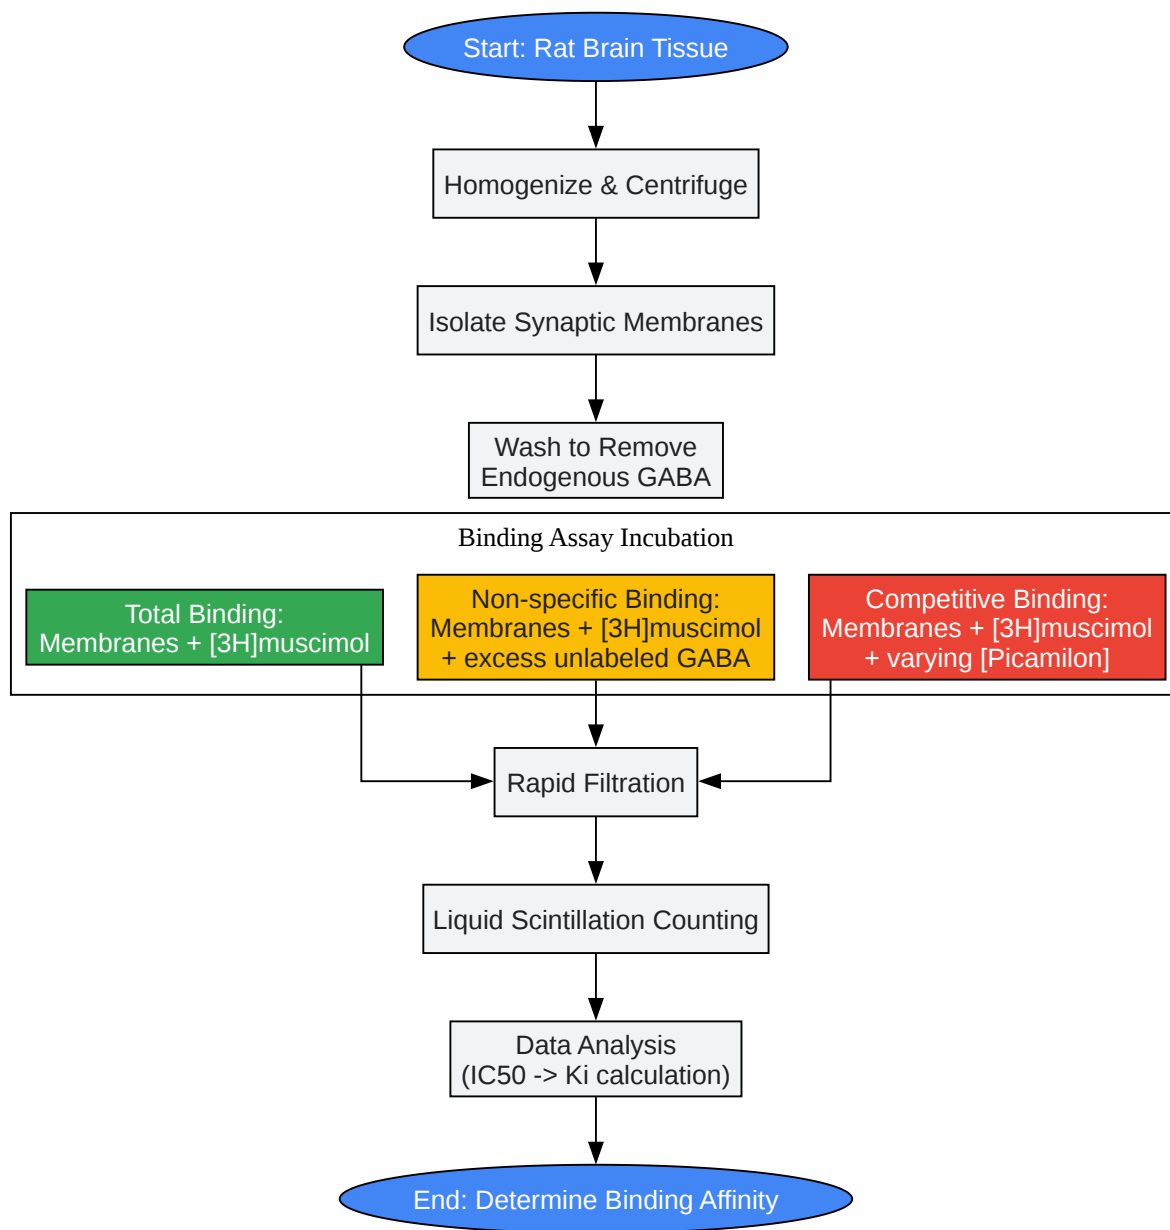 Start: Rat Brain Tissue
Homogenize & Centrifuge
Isolate Synaptic Membranes
Wash to Remove
Endogenous GABA
Binding Assay Incubation
Total Binding:
Membranes + [3H]muscimol
Non-specific Binding:
Membranes + [3H]muscimol
+ excess unlabeled GABA
Competitive Binding:
Membranes + [3H]muscimol
+ varying [Picamilon]
Rapid Filtration
Liquid Scintillation Counting
Data Analysis
(IC50 -> Ki calculation)
End: Determine Binding Affinity